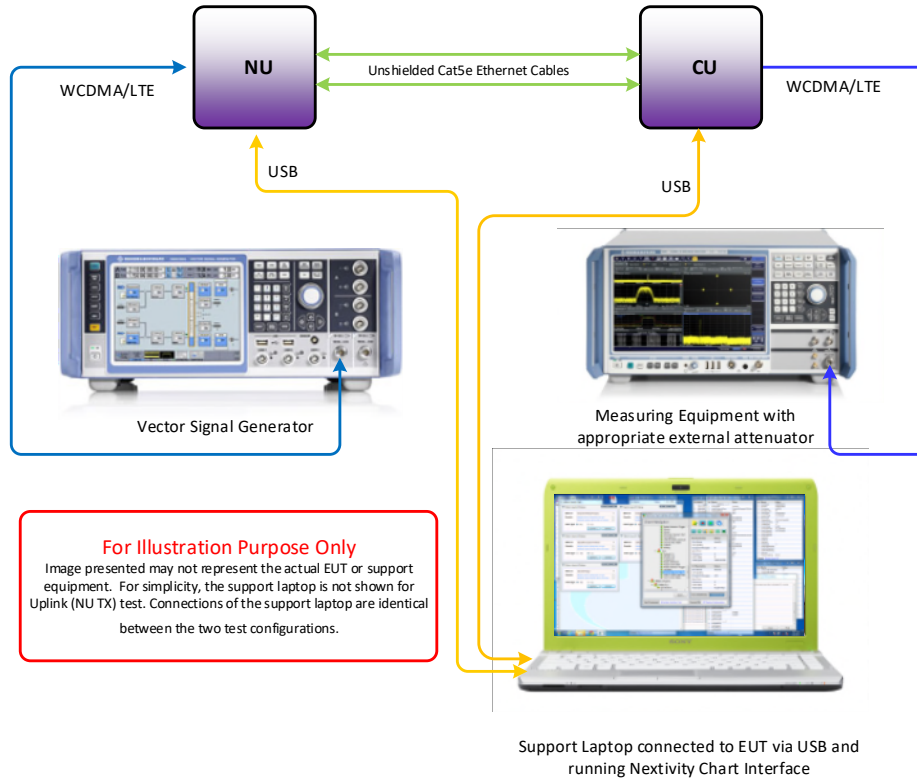 NU
CU
WCDMA/LTE
Unshielded Cat5e Ethernet Cables
WCDMA/LTE
USB
USB
Vector Signal Generator
Measuring Equipment with
appropriate external attenuator
For Illustration Purpose Only
Image presented may not represent the actual EUT or support
equipment. For simplicity, the support laptop is not shown for
Uplink (NU TX) test. Connections of the support laptop are identical
between the two test configurations.
SONY
Support Laptop connected to EUT via USB and
running Nextivity Chart Interface